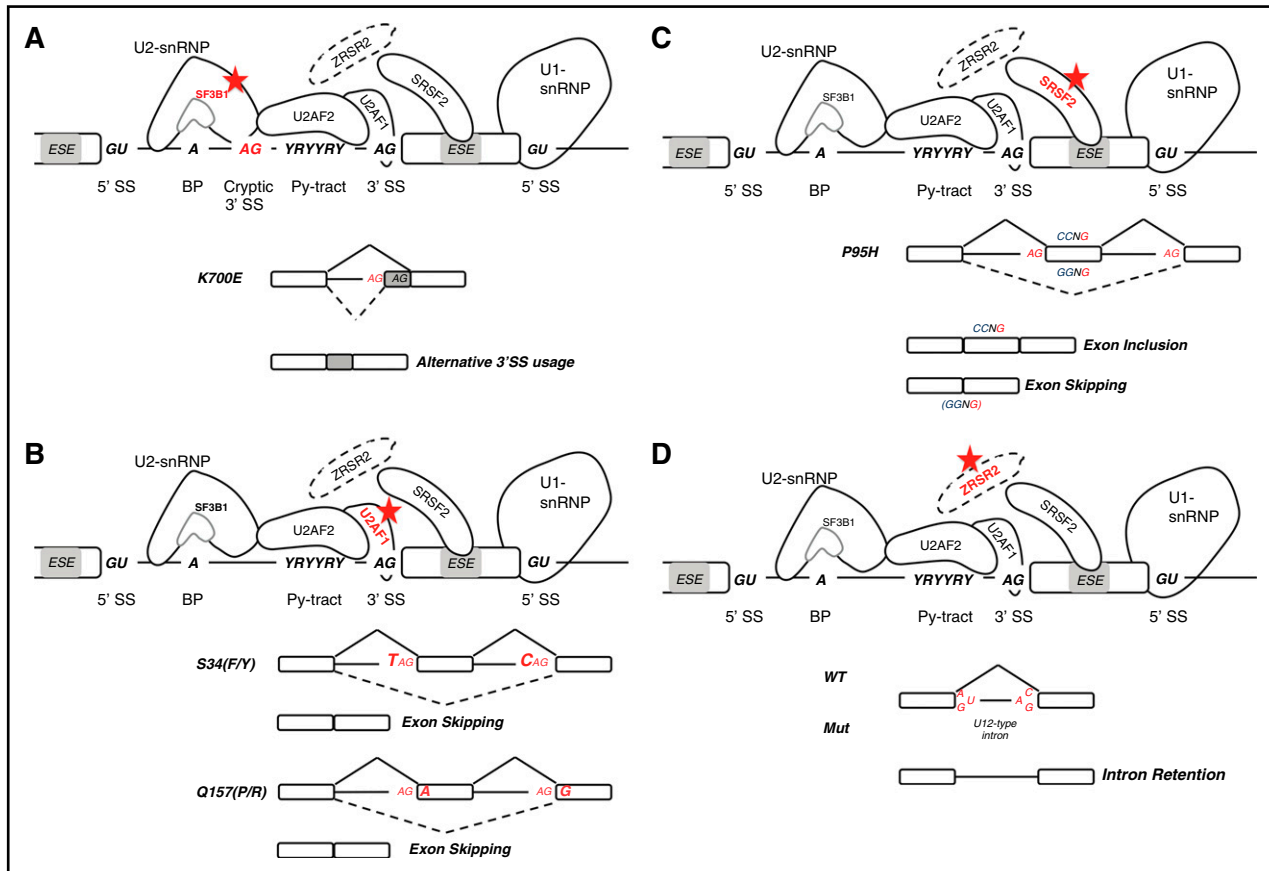 A
U2-snRNP
ZRSR2
SF3B1
U2AF2
U2AF1
SRSF2
U1-
snRNP
ESE GU A AG YRYYRY AG ESE GU
5' SS BP Cryptic Py-tract 3' SS 5' SS
3' SS
K700E
AG AG
Alternative 3'SS usage
B
U2-snRNP
ZRSR2
SF3B1
U2AF2
U2AF1
SRSF2
U1-
snRNP
ESE GU A YRYYRY AG ESE GU
5' SS BP Py-tract 3' SS 5' SS
S34(F/Y)
TAG CAG
Exon Skipping
Q157(P/R)
AG A AG G
Exon Skipping
C
U2-snRNP
ZRSR2
SF3B1
U2AF2
U2AF1
SRSF2
U1-
snRNP
ESE GU A YRYYRY AG ESE GU
5' SS BP Py-tract 3' SS 5' SS
P95H
CCNG
AG AG
GGNG
CCNG
Exon Inclusion
Exon Skipping
(GGNG)
D
U2-snRNP
ZRSR2
SF3B1
U2AF2
U2AF1
SRSF2
U1-
snRNP
ESE GU A YRYYRY AG ESE GU
5' SS BP Py-tract 3' SS 5' SS
WT
A C
U A
G G
Mut
U12-type
intron
Intron Retention